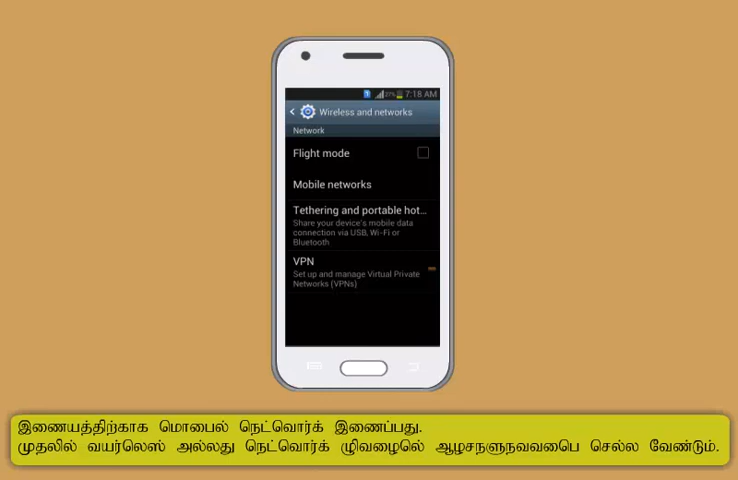 7:18 AM
Wireless and networks
Network
Flight mode
Mobile networks
Tethering and portable hot...
Share your device's mobile data
connection via USB, Wi-Fi or
Bluetooth
VPN
Set up and manage Virtual Private
Networks (VPNs)
இணையத்திற்காக மொபைல் நெட்வொர்க் இணைப்பது.
முதலில் வயர்லெஸ் அல்லது நெட்வொர்க் செல்ல வேண்டும்.